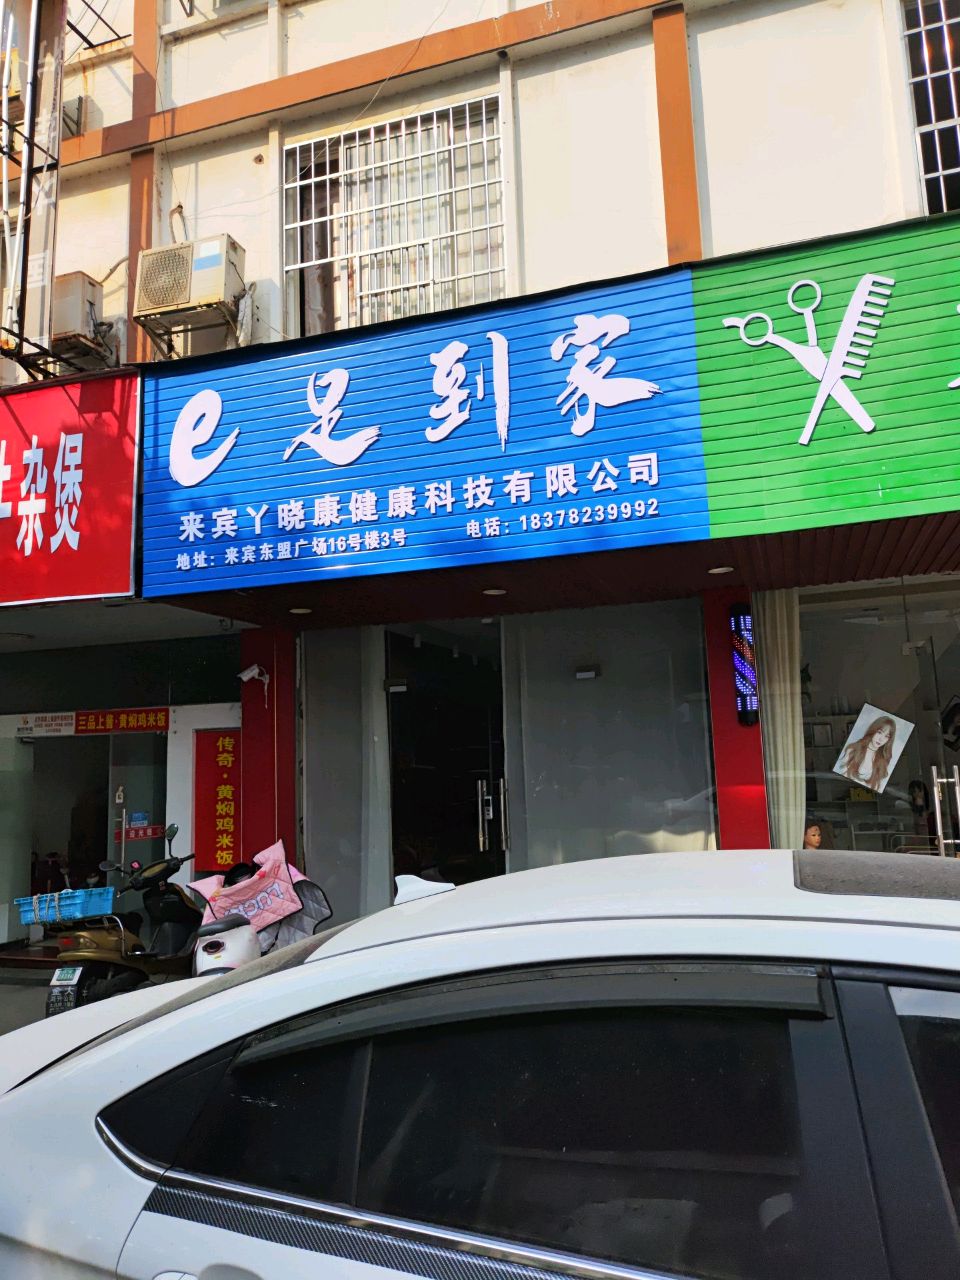 e足到家
来宾丫晓康健康科技有限公司
地址：来宾东盟广场16号楼3号
电话：18378239992
杂煲
三品上酱·黄焖鸡米饭
传奇·黄焖鸡米饭